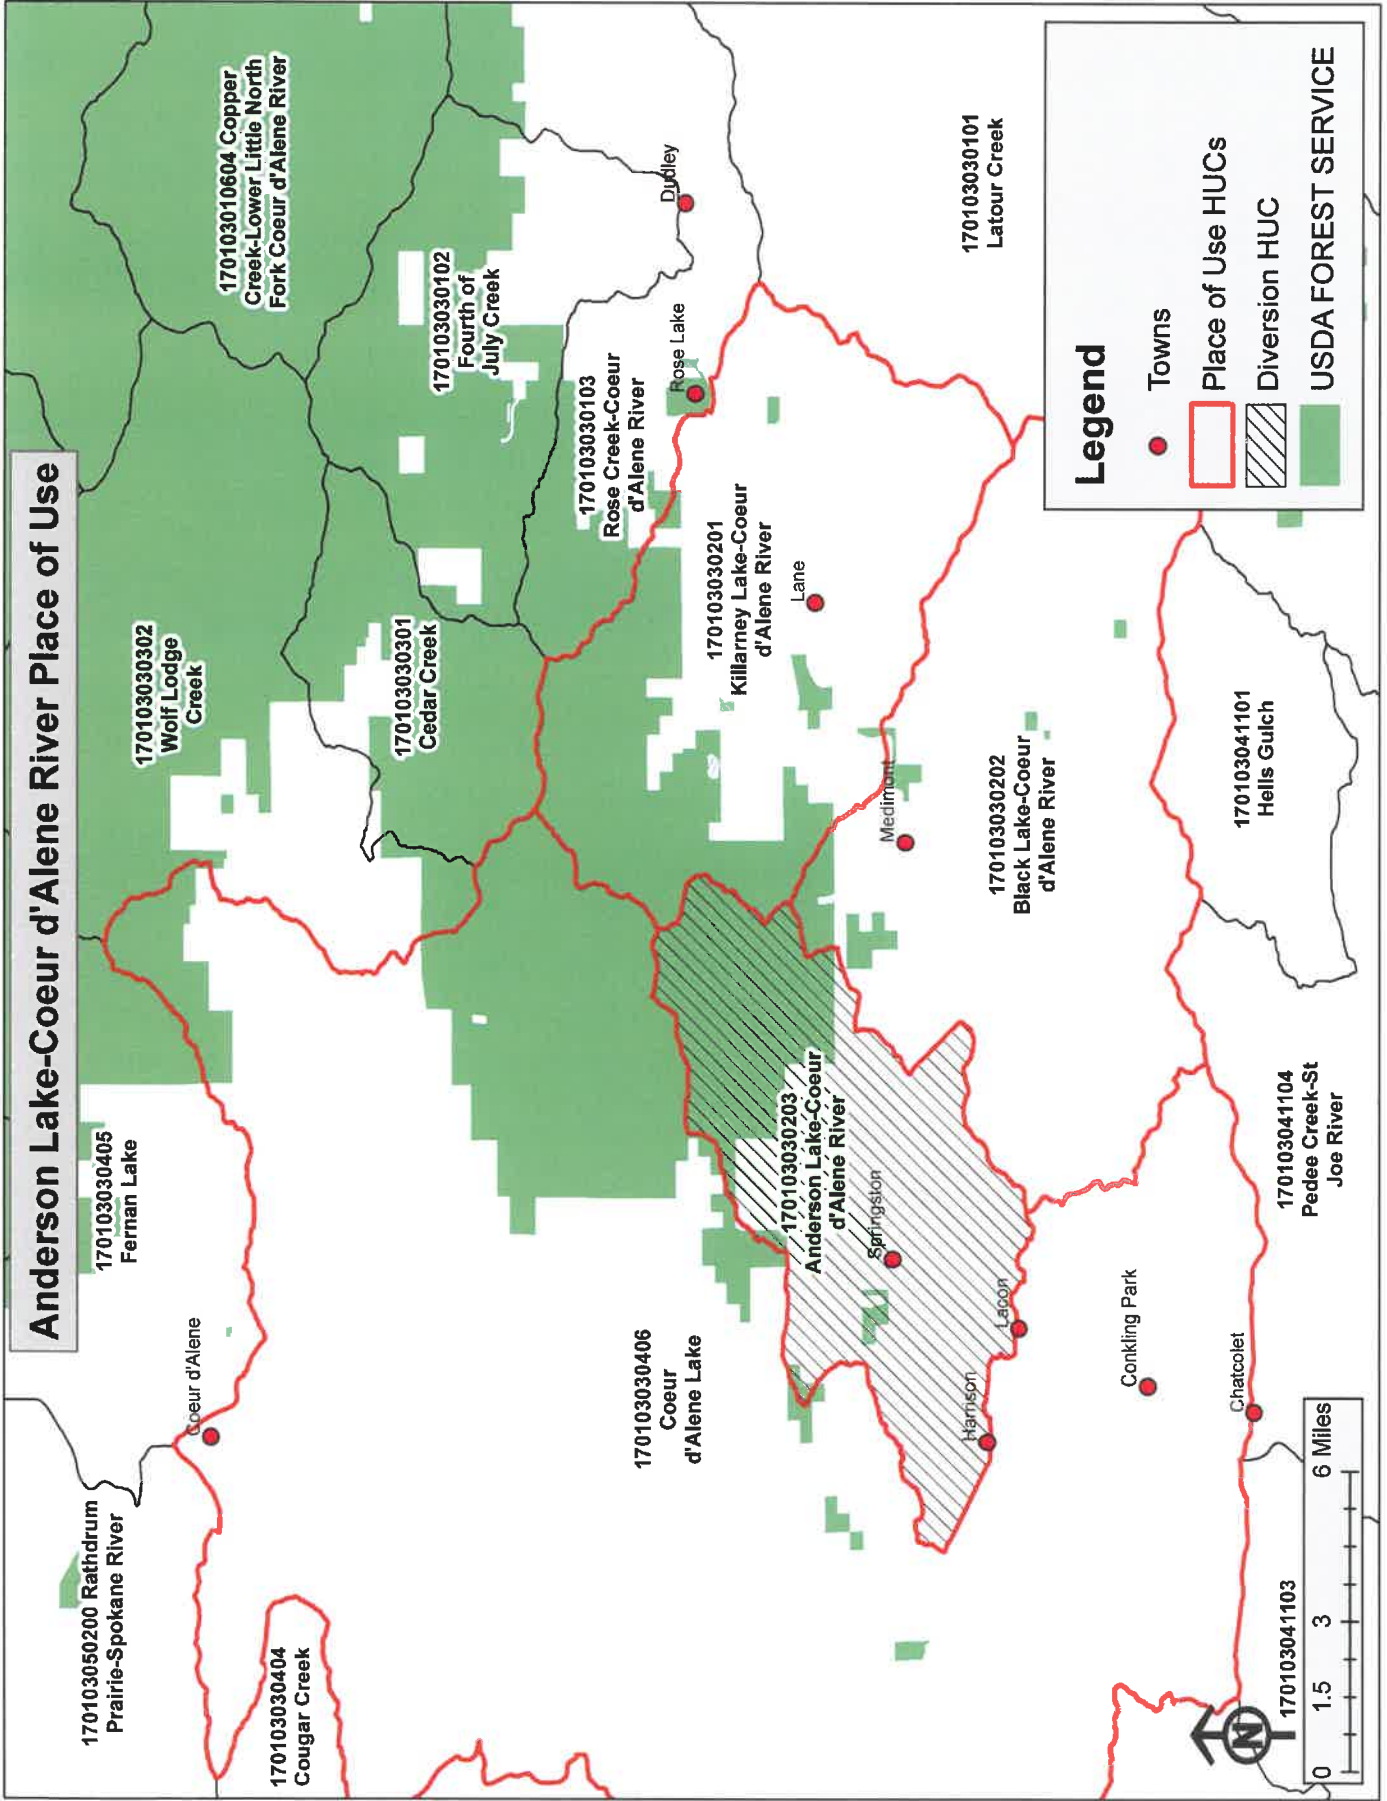 Anderson Lake-Coeur d'Alene River Place of Use
170103050200 Rathdrum
Prairie-Spokane River
170103030405
Fernan Lake
170103030302
Wolf Lodge
Creek
170103010604 Copper
Creek-Lower Little North
Fork Coeur d'Alene River
Coeur d'Alene
170103030404
Cougar Creek
170103030301
Cedar Creek
170103030102
Fourth of
July Creek
170103030103
Rose Creek-Coeur
d'Alene River
Rose Lake
Dudley
170103030406
Coeur
d'Alene Lake
170103030201
Killarney Lake-Coeur
d'Alene River
Lane
170103030203
Anderson Lake-Coeur
d'Alene River
Springston
Medimont
170103030101
Latour Creek
Harrison
Lacon
170103030202
Black Lake-Coeur
d'Alene River
Conkling Park
Chatcolet
170103041101
Hells Gulch
170103041104
Pedee Creek-St
Joe River
170103041103
N
0 1.5 3 6 Miles
Legend
Towns
Place of Use HUCs
Diversion HUC
USDA FOREST SERVICE